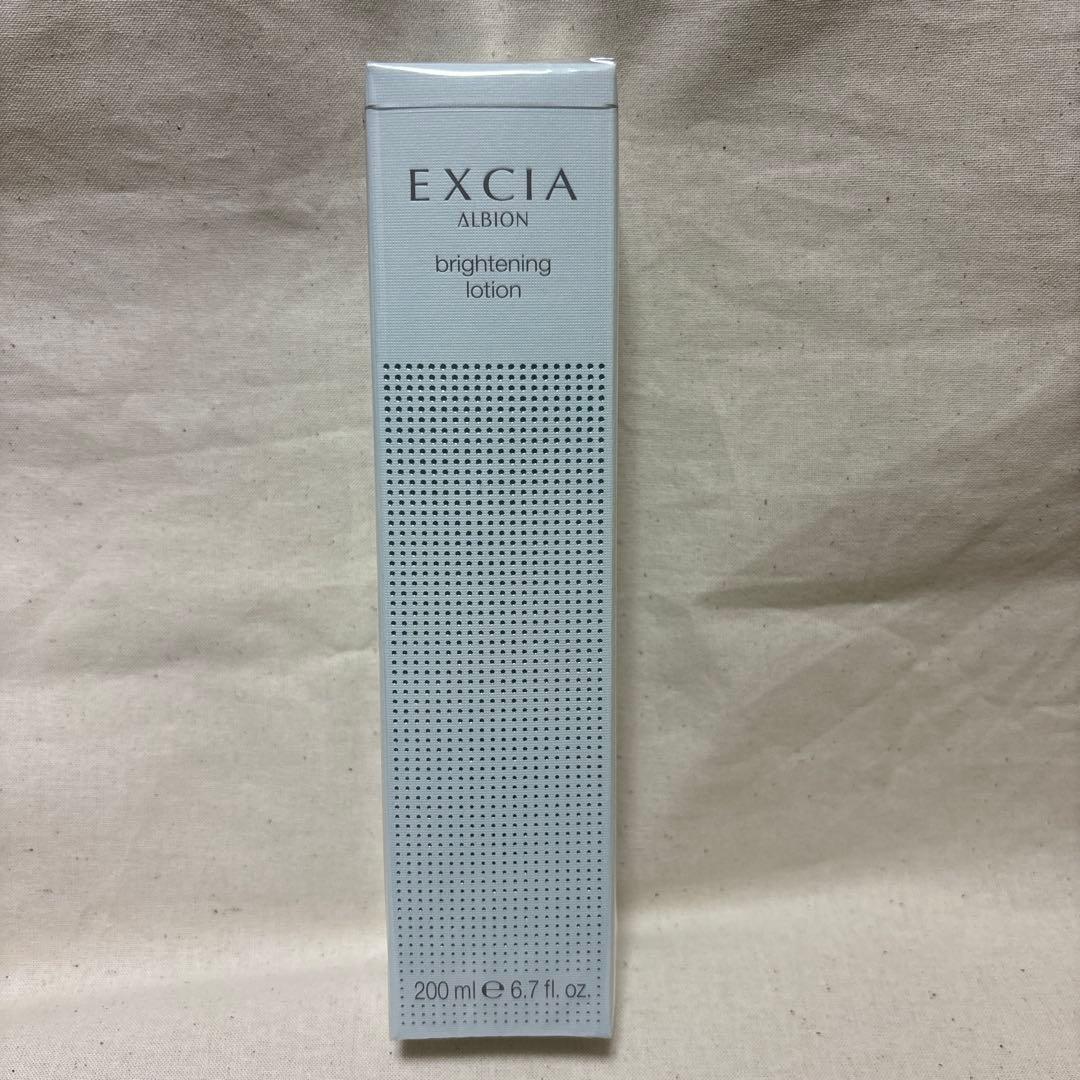 EXCIA
ALBION
brightening
lotion
200 ml ℮ 6.7 fl. oz.